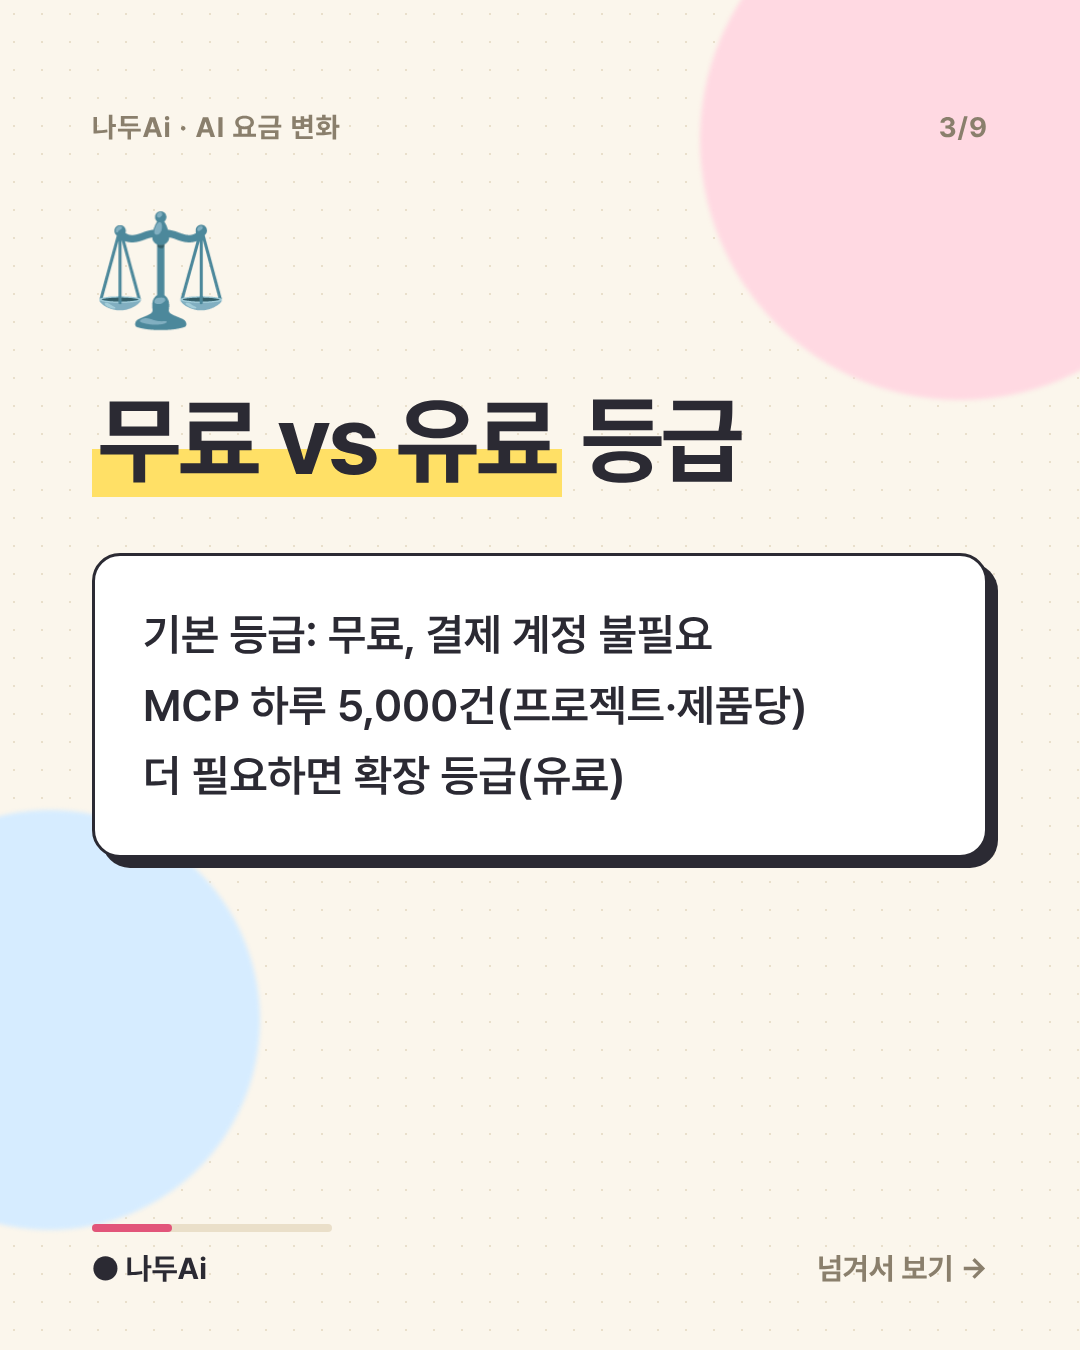 나두Ai · AI 요금 변화
3/9
무료 vs 유료 등급
기본 등급: 무료, 결제 계정 불필요
MCP 하루 5,000건(프로젝트·제품당)
더 필요하면 확장 등급(유료)
나두Ai
넘겨서 보기 →